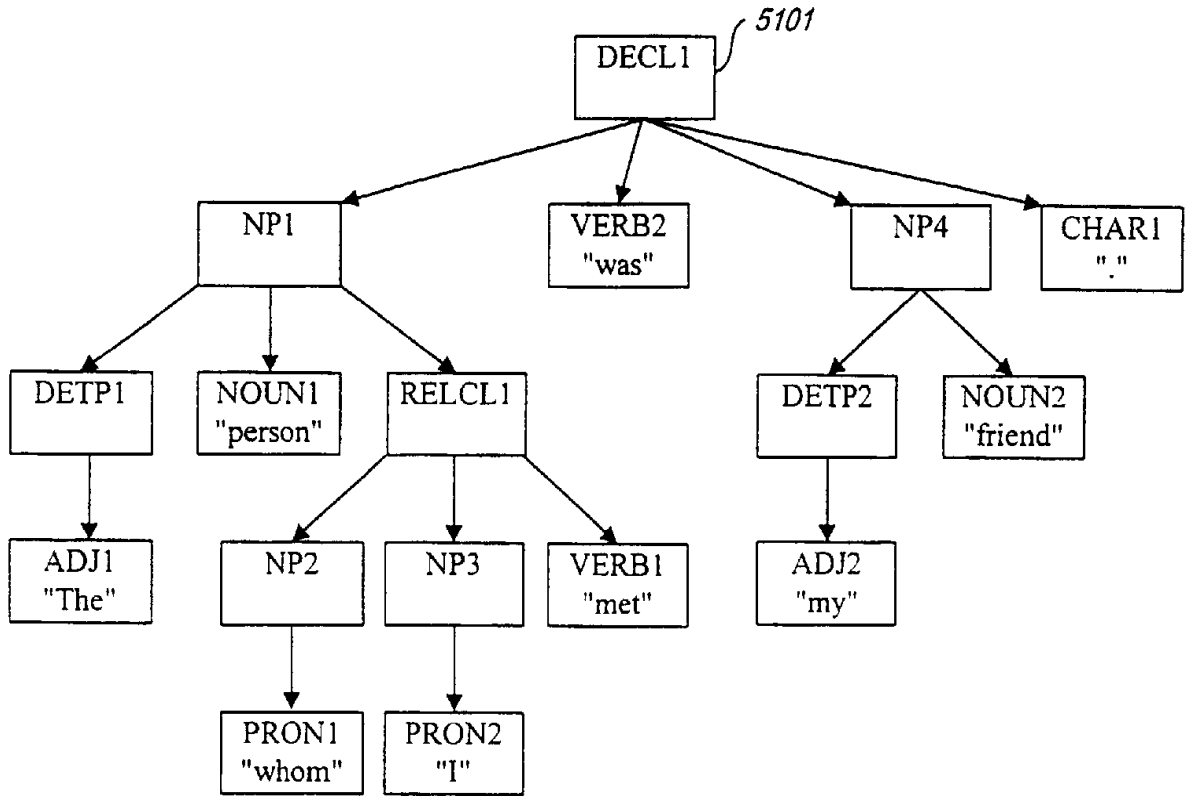 5101
DECL1
NP1
VERB2
"was"
NP4
CHAR1
"."
DETP1
NOUN1
"person"
RELCL1
DETP2
NOUN2
"friend"
ADJ1
"The"
NP2
NP3
VERB1
"met"
ADJ2
"my"
PRON1
"whom"
PRON2
"I"